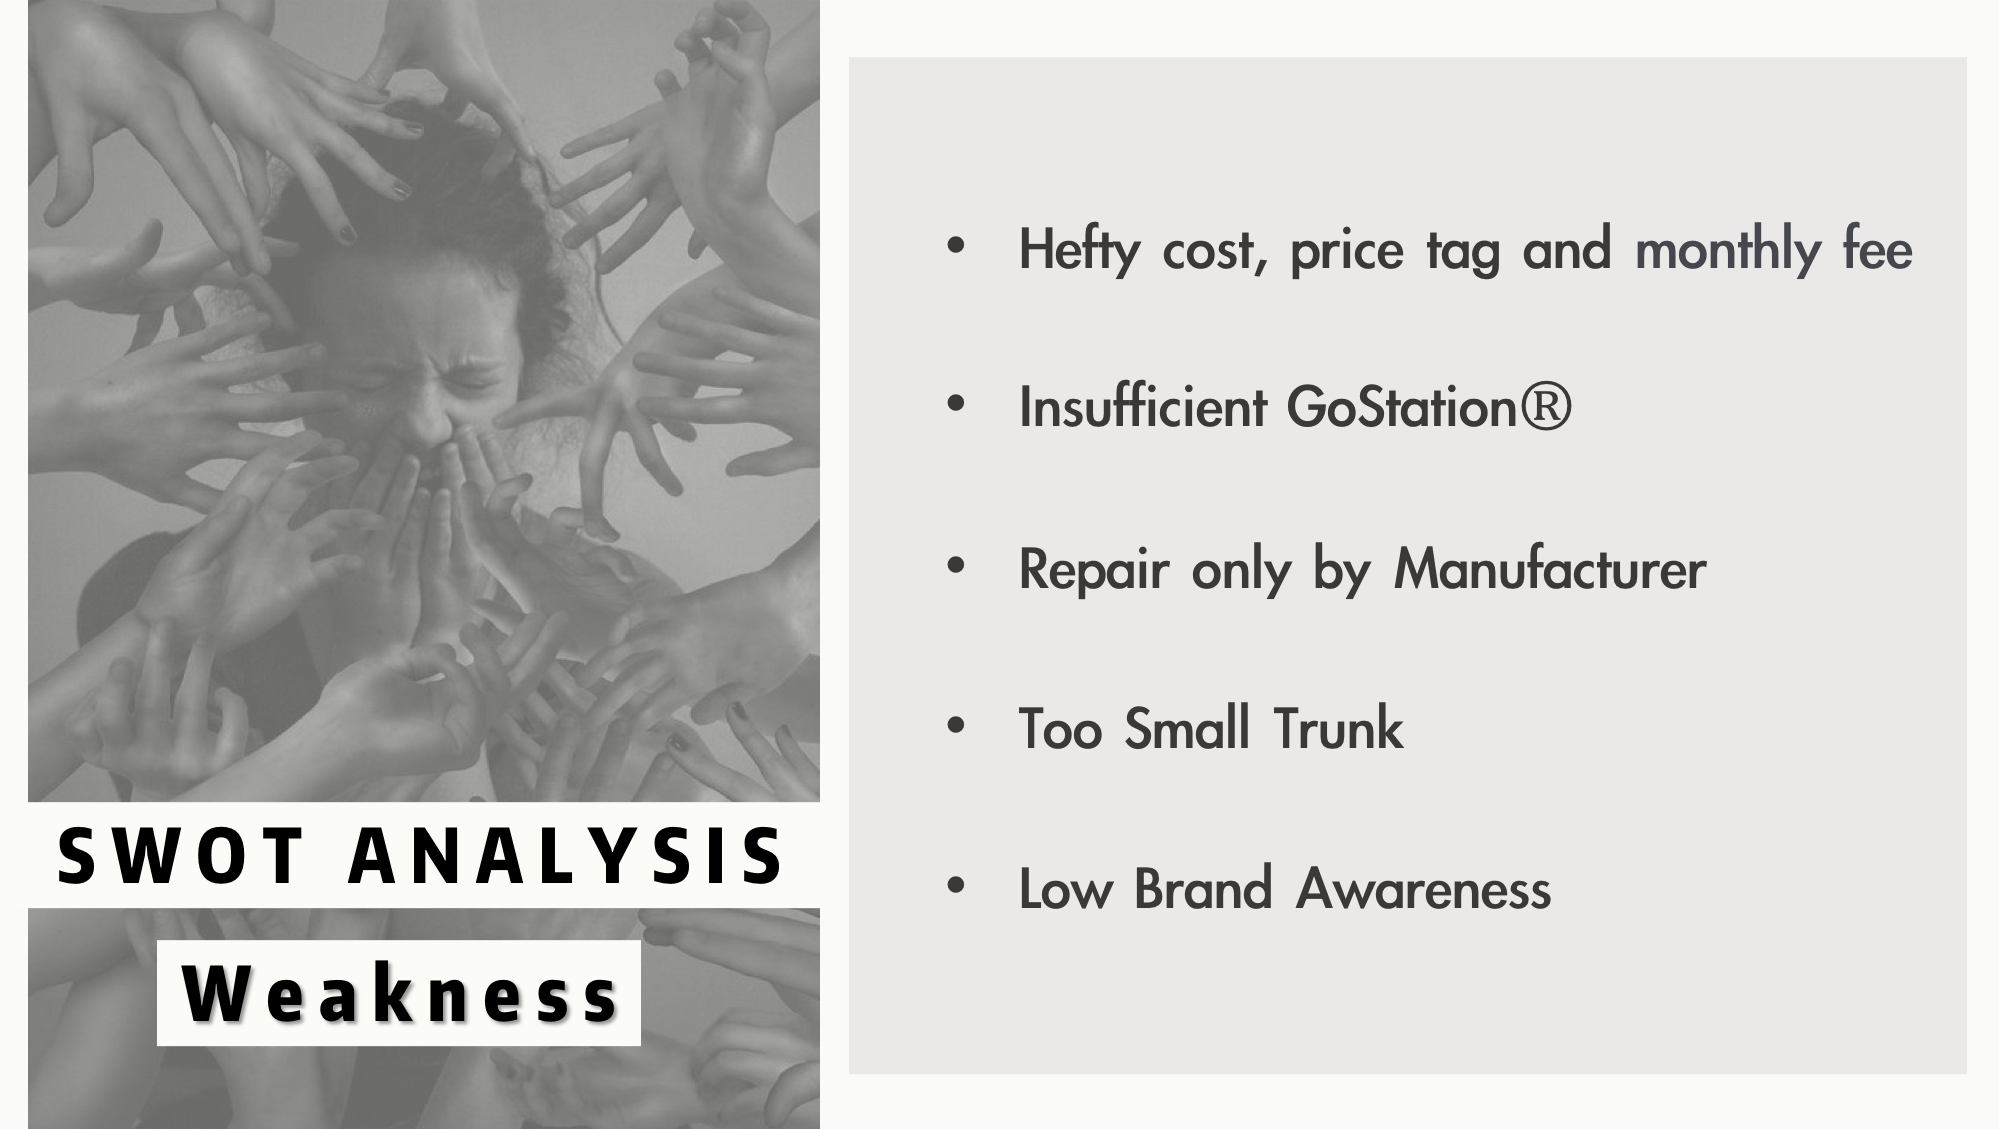 SWOT ANALYSIS
Weakness
• Hefty cost, price tag and monthly fee
• Insufficient GoStation®
• Repair only by Manufacturer
• Too Small Trunk
• Low Brand Awareness